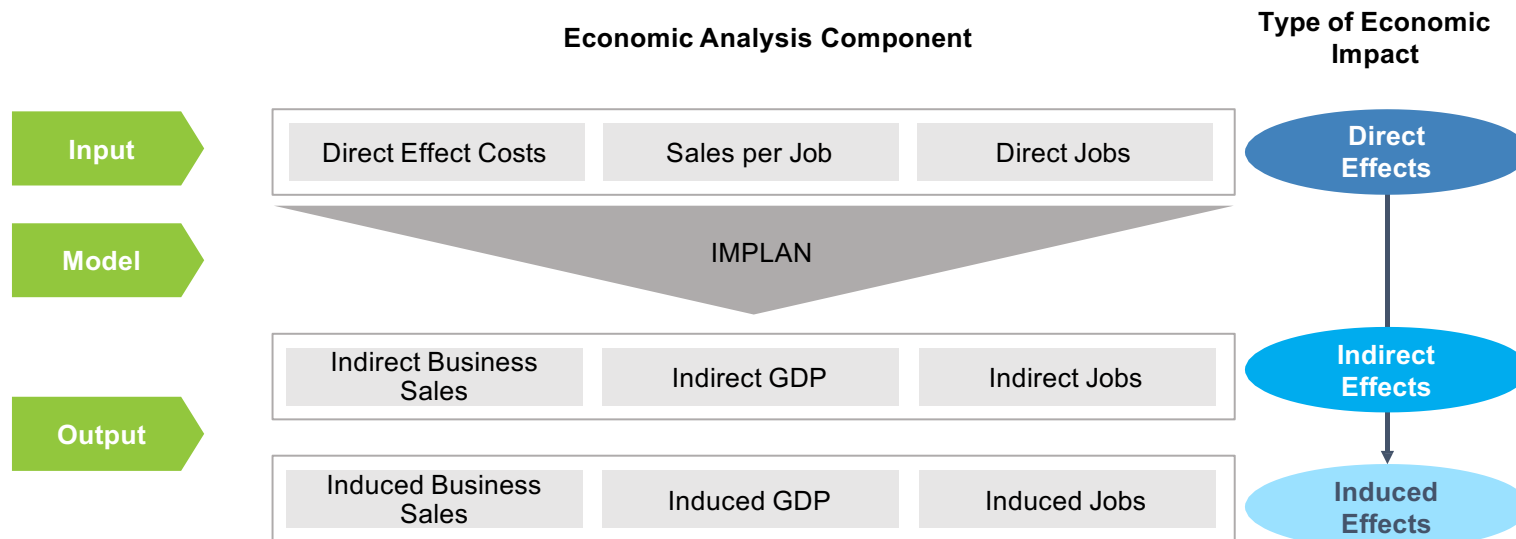 Economic Analysis Component
Type of Economic
Impact
Input
Direct Effect Costs
Sales per Job
Direct Jobs
Direct
Effects
Model
IMPLAN
Output
Indirect Business
Sales
Indirect GDP
Indirect Jobs
Indirect
Effects
Induced Business
Sales
Induced GDP
Induced Jobs
Induced
Effects